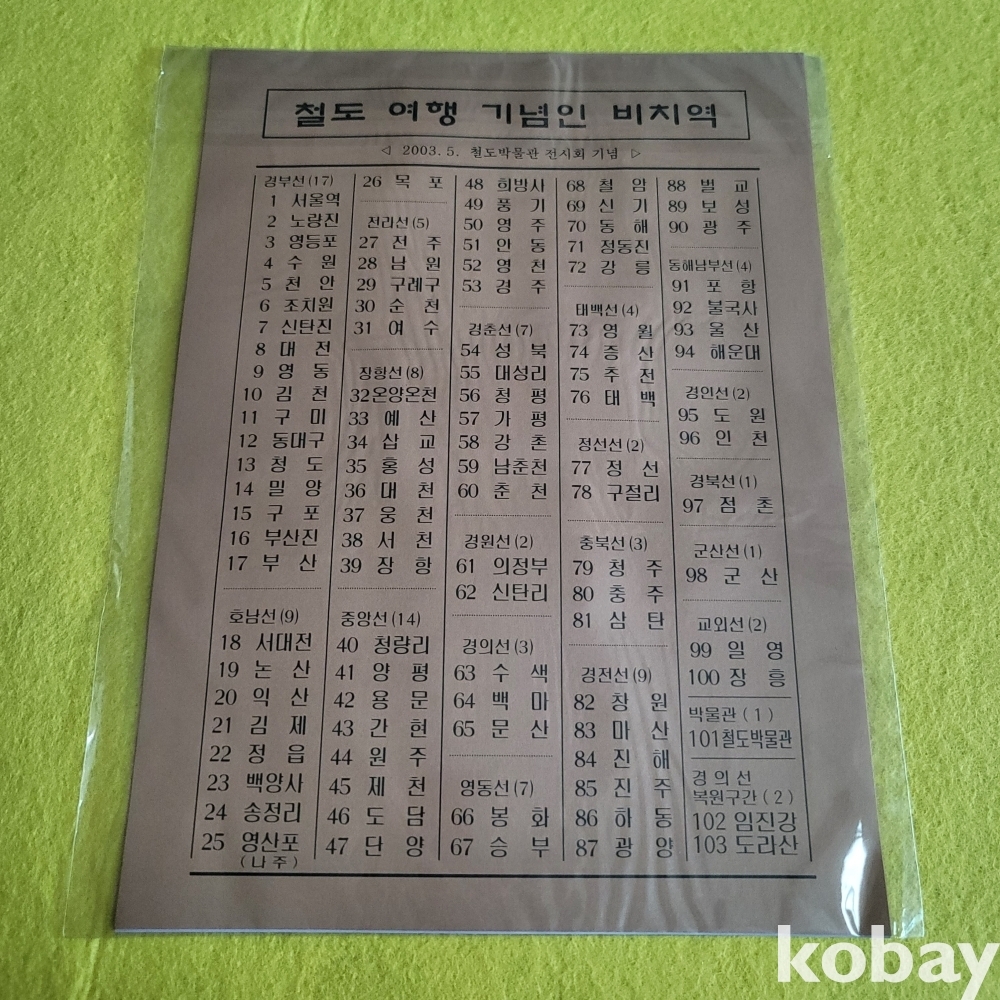 철도 여행 기념인 비치역
◁ 2003. 5. 철도박물관 전시회 기념 ▷
경부선(17)
1 서울역
2 노량진
3 영등포
4 수 원
5 천 안
6 조치원
7 신탄진
8 대 전
9 영 동
10 김 천
11 구 미
12 동대구
13 청 도
14 밀 양
15 구 포
16 부산진
17 부 산
호남선(9)
18 서대전
19 논 산
20 익 산
21 김 제
22 정 읍
23 백양사
24 송정리
25 영산포
(나주)
26 목 포
전라선(5)
27 전 주
28 남 원
29 구례구
30 순 천
31 여 수
장항선(8)
32온양온천
33 예 산
34 삽 교
35 홍 성
36 대 천
37 웅 천
38 서 천
39 장 항
중앙선(14)
40 청량리
41 양 평
42 용 문
43 간 현
44 원 주
45 제 천
46 도 담
47 단 양
48 희방사
49 풍 기
50 영 주
51 안 동
52 영 천
53 경 주
경춘선(7)
54 성 북
55 대성리
56 청 평
57 가 평
58 강 촌
59 남춘천
60 춘 천
경원선(2)
61 의정부
62 신탄리
경의선(3)
63 수 색
64 백 마
65 문 산
영동선(7)
66 봉 화
67 승 부
68 철 암
69 신 기
70 동 해
71 정동진
72 강 릉
태백선(4)
73 영 월
74 증 산
75 추 전
76 태 백
정선선(2)
77 정 선
78 구절리
충북선(3)
79 청 주
80 충 주
81 삼 탄
경전선(9)
82 창 원
83 마 산
84 진 해
85 진 주
86 하 동
87 광 양
88 벌 교
89 보 성
90 광 주
동해남부선(4)
91 포 항
92 불국사
93 울 산
94 해운대
경인선(2)
95 도 원
96 인 천
경북선(1)
97 점 촌
군산선(1)
98 군 산
교외선(2)
99 일 영
100 장 흥
박물관(1)
101철도박물관
경 의 선
복원구간(2)
102 임진강
103 도라산
kobay